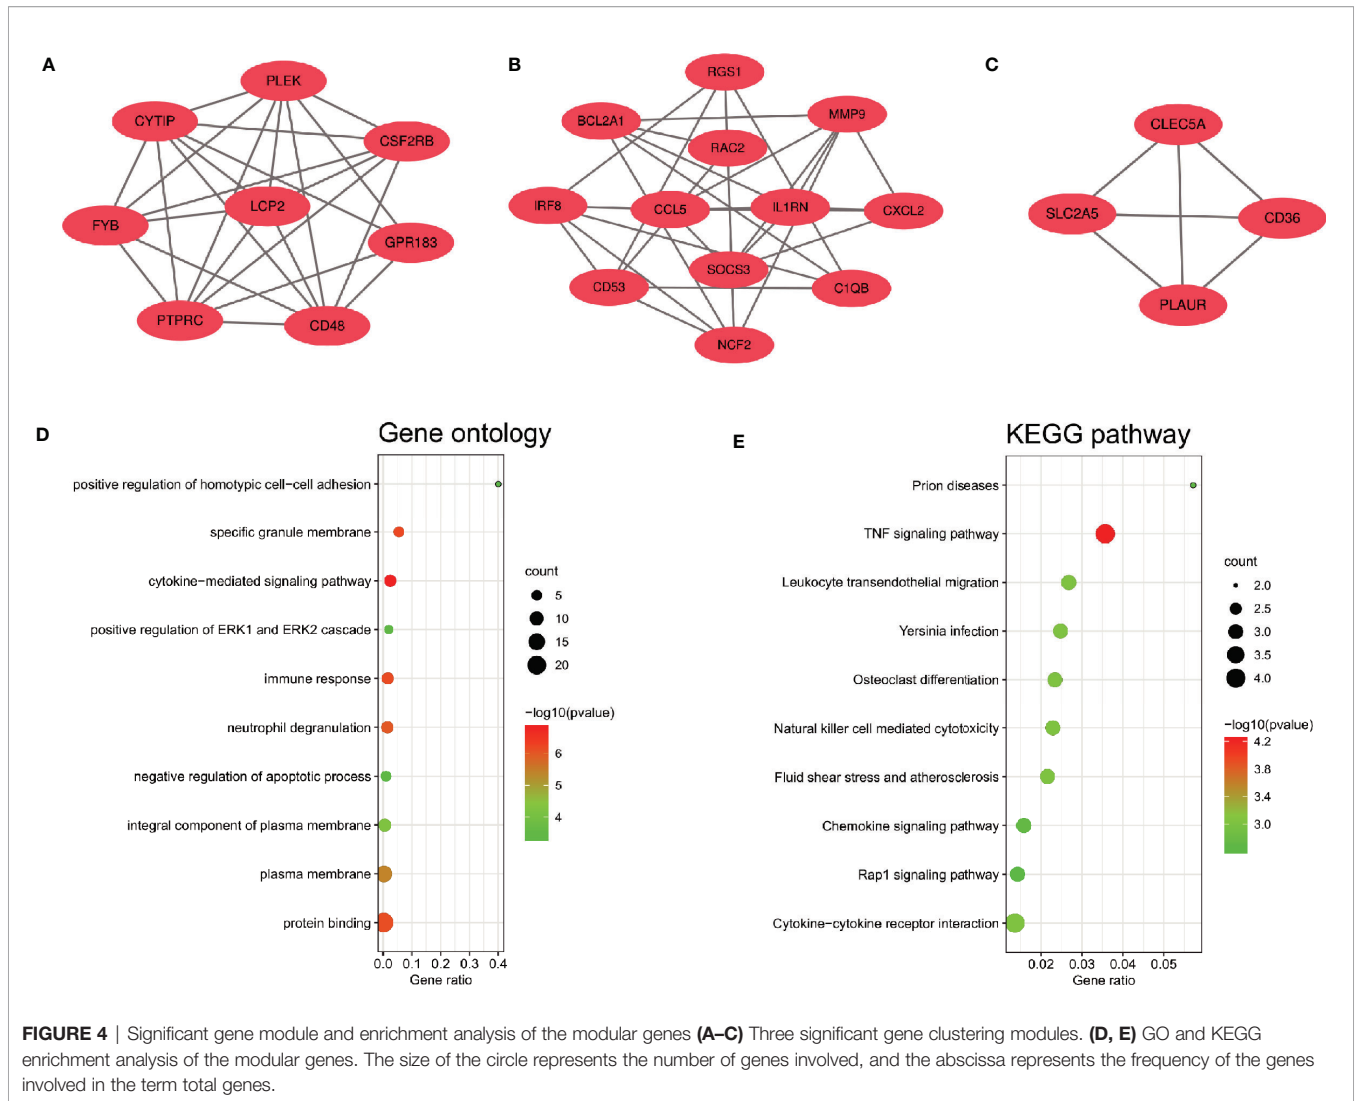 A
PLEK
CYTIP
CSF2RB
LCP2
FYB
GPR183
PTPRC
CD48
B
RGS1
BCL2A1
MMP9
RAC2
IRF8
CCL5
IL1RN
CXCL2
SOCS3
CD53
C1QB
NCF2
C
CLEC5A
SLC2A5
CD36
PLAUR
D
Gene ontology
positive regulation of homotypic cell−cell adhesion
specific granule membrane
cytokine−mediated signaling pathway
positive regulation of ERK1 and ERK2 cascade
immune response
neutrophil degranulation
negative regulation of apoptotic process
integral component of plasma membrane
plasma membrane
protein binding
0.0 0.1 0.2 0.3 0.4
Gene ratio
count
5
10
15
20
−log10(pvalue)
6
5
4
E
KEGG pathway
Prion diseases
TNF signaling pathway
Leukocyte transendothelial migration
Yersinia infection
Osteoclast differentiation
Natural killer cell mediated cytotoxicity
Fluid shear stress and atherosclerosis
Chemokine signaling pathway
Rap1 signaling pathway
Cytokine−cytokine receptor interaction
0.02 0.03 0.04 0.05
Gene ratio
count
2.0
2.5
3.0
3.5
4.0
−log10(pvalue)
4.2
3.8
3.4
3.0
FIGURE 4 | Significant gene module and enrichment analysis of the modular genes (A–C) Three significant gene clustering modules. (D, E) GO and KEGG
enrichment analysis of the modular genes. The size of the circle represents the number of genes involved, and the abscissa represents the frequency of the genes
involved in the term total genes.